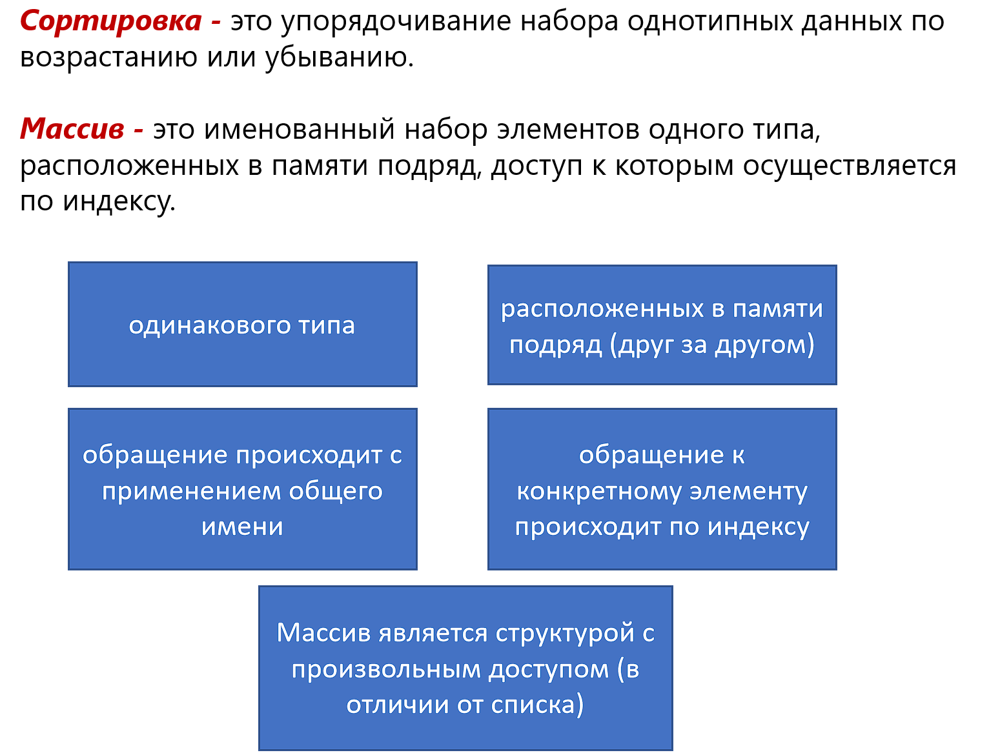 Сортировка - это упорядочивание набора однотипных данных по
возрастанию или убыванию.
Массив - это именованный набор элементов одного типа,
расположенных в памяти подряд, доступ к которым осуществляется
по индексу.
одинакового типа
расположенных в памяти
подряд (друг за другом)
обращение происходит с
применением общего
имени
обращение к
конкретному элементу
происходит по индексу
Массив является структурой с
произвольным доступом (в
отличии от списка)